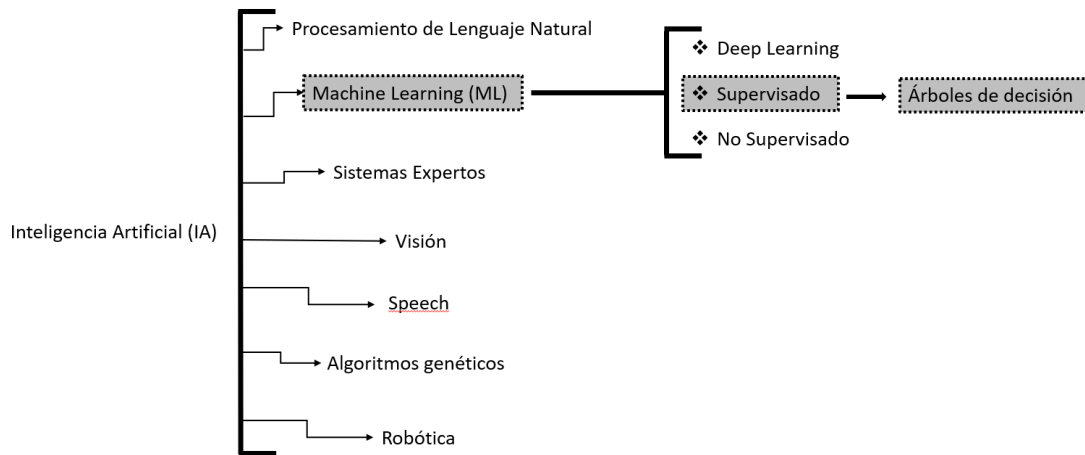 Inteligencia Artificial (IA)
Procesamiento de Lenguaje Natural
Machine Learning (ML)
Deep Learning
Supervisado
No Supervisado
Árboles de decisión
Sistemas Expertos
Visión
Speech
Algoritmos genéticos
Robótica